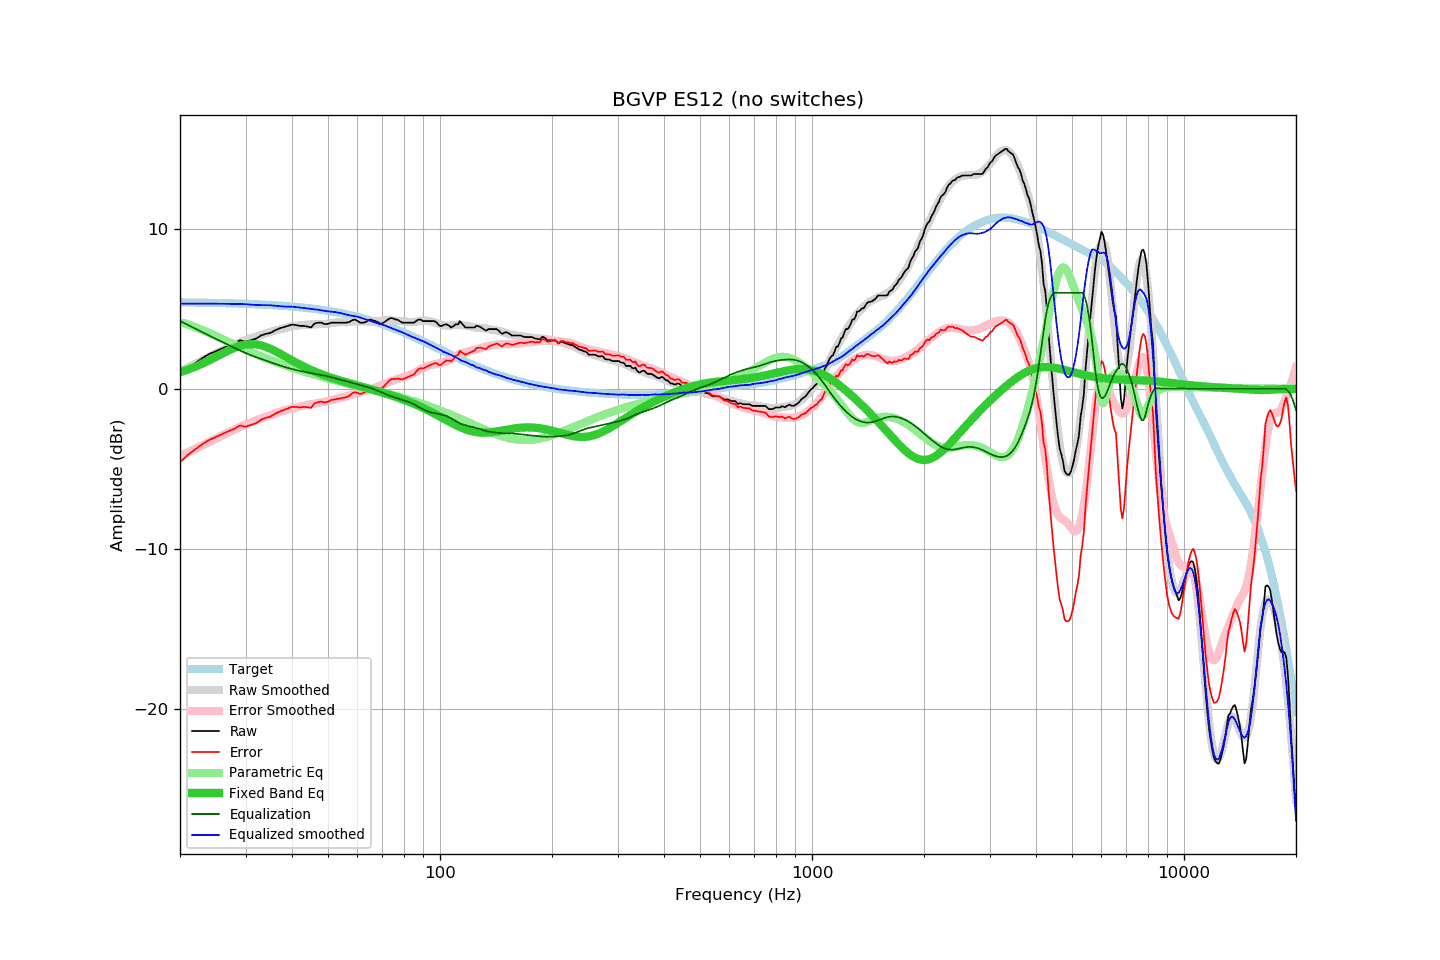 BGVP ES12 (no switches)
Amplitude (dBr)
10
0
−10
−20
Target
Raw Smoothed
Error Smoothed
Raw
Error
Parametric Eq
Fixed Band Eq
Equalization
Equalized smoothed
100
1000
10000
Frequency (Hz)